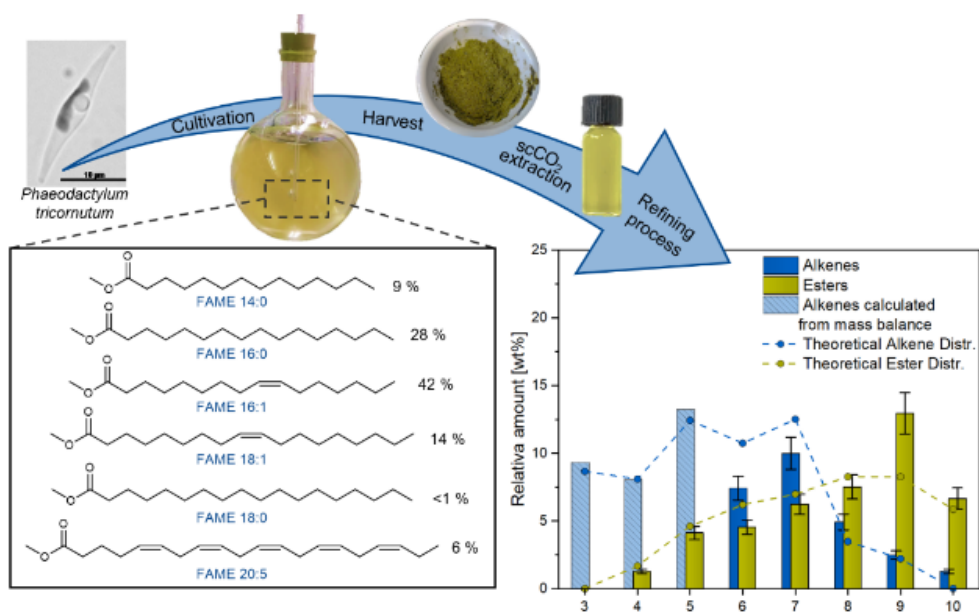 Cultivation
Harvest
scCO₂
extraction
Refining
process
10 µm
Phaeodactylum
tricornutum
O
O
FAME 14:0
9 %
O
O
FAME 16:0
28 %
O
O
FAME 16:1
42 %
O
O
FAME 18:1
14 %
O
O
FAME 18:0
<1 %
O
O
FAME 20:5
6 %
Relativa amount [wt%]
25
20
15
10
5
0
Alkenes
Esters
Alkenes calculated
from mass balance
Theoretical Alkene Distr.
Theoretical Ester Distr.
3 4 5 6 7 8 9 10